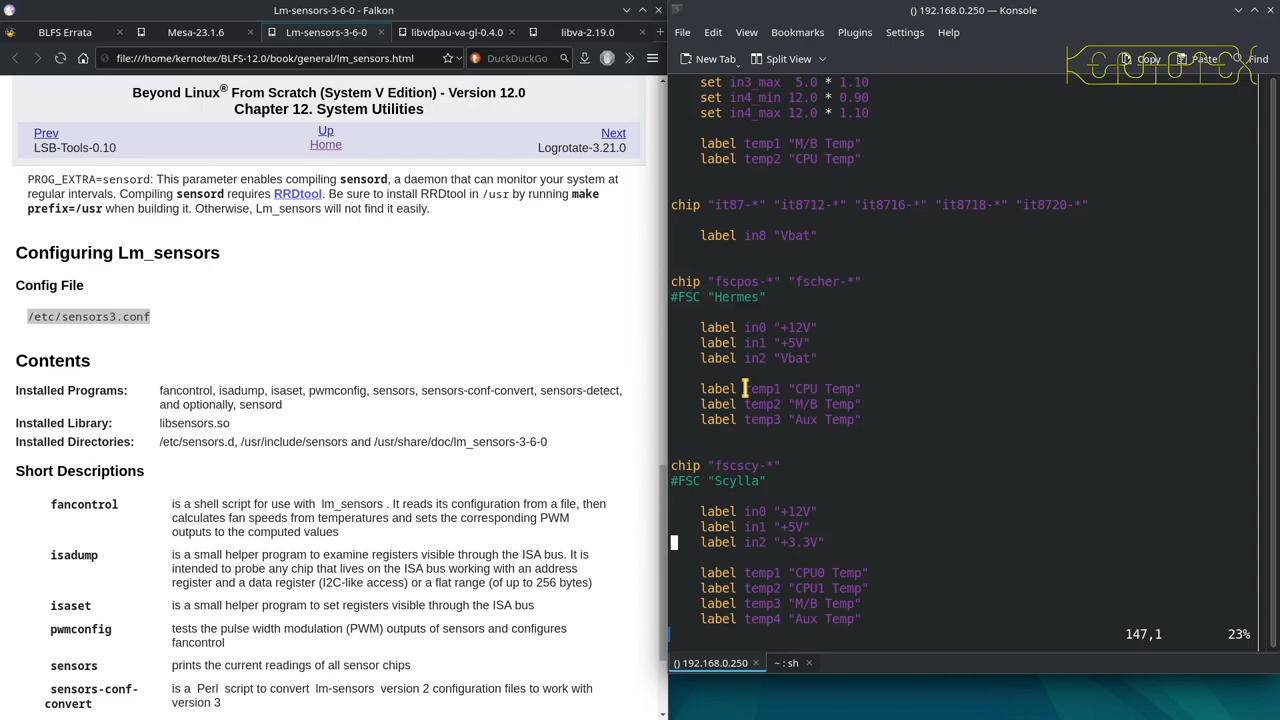 Lm-sensors-3-6-0 - Falkon
BLFS Errata
Mesa-23.1.6
Lm-sensors-3-6-0
libvdpau-va-gl-0.4.0
libva-2.19.0
file:///home/kernotex/BLFS-12.0/book/general/lm_sensors.html
DuckDuckGo
Beyond Linux® From Scratch (System V Edition) - Version 12.0
Chapter 12. System Utilities
Prev
Up
Next
LSB-Tools-0.10
Home
Logrotate-3.21.0
PROG_EXTRA=sensord: This parameter enables compiling sensord, a daemon that can monitor your system at
regular intervals. Compiling sensord requires RRDtool. Be sure to install RRDtool in /usr by running make
prefix=/usr when building it. Otherwise, Lm_sensors will not find it easily.
Configuring Lm_sensors
Config File
/etc/sensors3.conf
Contents
Installed Programs: fancontrol, isadump, isaset, pwmconfig, sensors, sensors-conf-convert, sensors-detect,
and optionally, sensord
Installed Library: libsensors.so
Installed Directories: /etc/sensors.d, /usr/include/sensors and /usr/share/doc/lm_sensors-3-6-0
Short Descriptions
fancontrol is a shell script for use with lm_sensors . It reads its configuration from a file, then
calculates fan speeds from temperatures and sets the corresponding PWM
outputs to the computed values
isadump is a small helper program to examine registers visible through the ISA bus. It is
intended to probe any chip that lives on the ISA bus working with an address
register and a data register (I2C-like access) or a flat range (of up to 256 bytes)
isaset is a small helper program to set registers visible through the ISA bus
pwmconfig tests the pulse width modulation (PWM) outputs of sensors and configures
fancontrol
sensors prints the current readings of all sensor chips
sensors-conf- is a Perl script to convert lm-sensors version 2 configuration files to work with
convert version 3
() 192.168.0.250 — Konsole
File Edit View Bookmarks Plugins Settings Help
New Tab Split View Copy Paste Find
set in3_max 5.0 * 1.10
set in4_min 12.0 * 0.90
set in4_max 12.0 * 1.10
label temp1 "M/B Temp"
label temp2 "CPU Temp"
chip "it87-*" "it8712-*" "it8716-*" "it8718-*" "it8720-*"
label in8 "Vbat"
chip "fscpos-*" "fscher-*"
#FSC "Hermes"
label in0 "+12V"
label in1 "+5V"
label in2 "Vbat"
label temp1 "CPU Temp"
label temp2 "M/B Temp"
label temp3 "Aux Temp"
chip "fscscy-*"
#FSC "Scylla"
label in0 "+12V"
label in1 "+5V"
label in2 "+3.3V"
label temp1 "CPU0 Temp"
label temp2 "CPU1 Temp"
label temp3 "M/B Temp"
label temp4 "Aux Temp"
147,1 23%
() 192.168.0.250
~ : sh